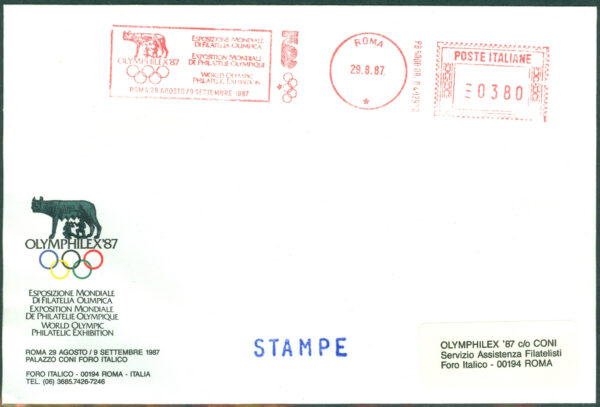 OLYMPHILEX'87
ROMA 29 AGOSTO/9 SETTEMBRE 1987
ESPOSIZIONE MONDIALE
DI FILATELIA OLIMPICA
EXPOSITION MONDIALE
DE PHILATELIE OLYMPIQUE
WORLD OLYMPIC
PHILATELIC EXHIBITION
ROMA
29.8.87
POSTE ITALIANE
0380
OLYMPHILEX'87
ESPOSIZIONE MONDIALE
DI FILATELIA OLIMPICA
EXPOSITION MONDIALE
DE PHILATELIE OLYMPIQUE
WORLD OLYMPIC
PHILATELIC EXHIBITION
ROMA 29 AGOSTO / 9 SETTEMBRE 1987
PALAZZO CONI FORO ITALICO
FORO ITALICO - 00194 ROMA - ITALIA
TEL. (06) 3685.7426-7246
STAMPE
OLYMPHILEX '87 c/o CONI
Servizio Assistenza Filatelisti
Foro Italico - 00194 ROMA